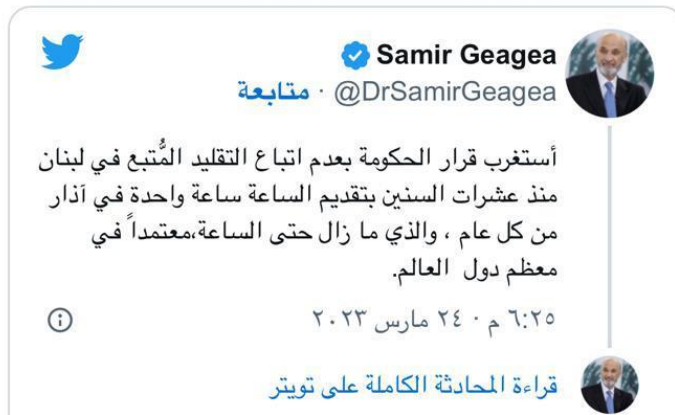 Samir Geagea
@DrSamirGeagea · متابعة
أستغرب قرار الحكومة بعدم اتباع التقليد المُتبع في لبنان
منذ عشرات السنين بتقديم الساعة ساعة واحدة في آذار
من كل عام ، والذي ما زال حتى الساعة،معتمداً في
معظم دول العالم.
٦:٢٥ م · ٢٤ مارس ٢٠٢٣
قراءة المحادثة الكاملة على تويتر